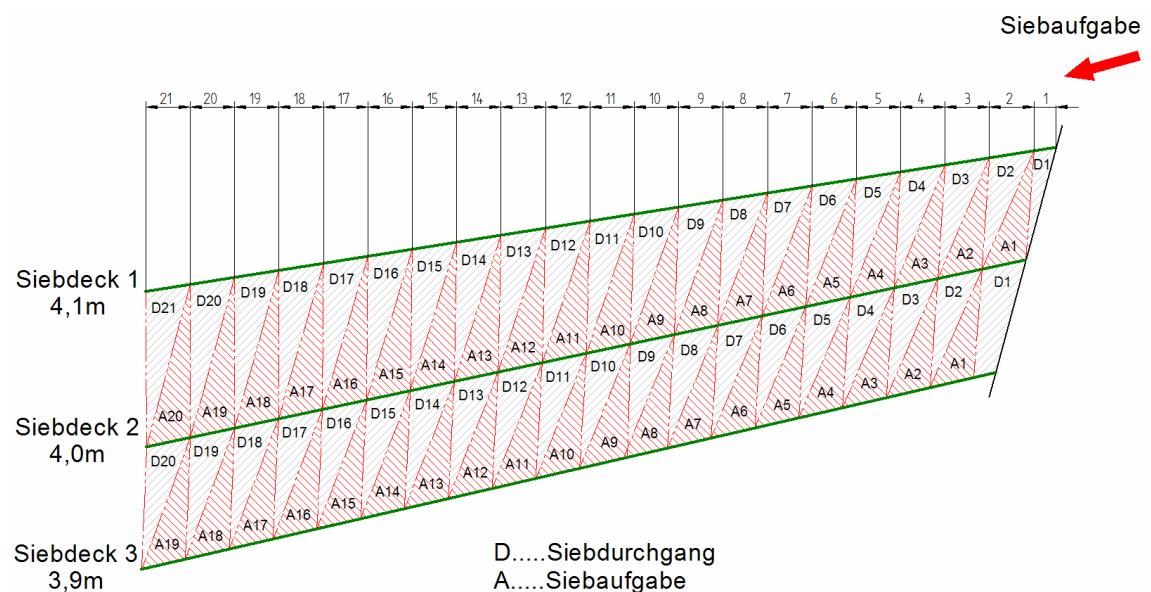 Siebaufgabe
21 20 19 18 17 16 15 14 13 12 11 10 9 8 7 6 5 4 3 2 1
D21 D20 D19 D18 D17 D16 D15 D14 D13 D12 D11 D10 D9 D8 D7 D6 D5 D4 D3 D2 D1
Siebdeck 1
4,1m
A20 A19 A18 A17 A16 A15 A14 A13 A12 A11 A10 A9 A8 A7 A6 A5 A4 A3 A2 A1
Siebdeck 2
4,0m
D20 D19 D18 D17 D16 D15 D14 D13 D12 D11 D10 D9 D8 D7 D6 D5 D4 D3 D2 D1
A19 A18 A17 A16 A15 A14 A13 A12 A11 A10 A9 A8 A7 A6 A5 A4 A3 A2 A1
Siebdeck 3
3,9m
D.....Siebdurchgang
A.....Siebaufgabe